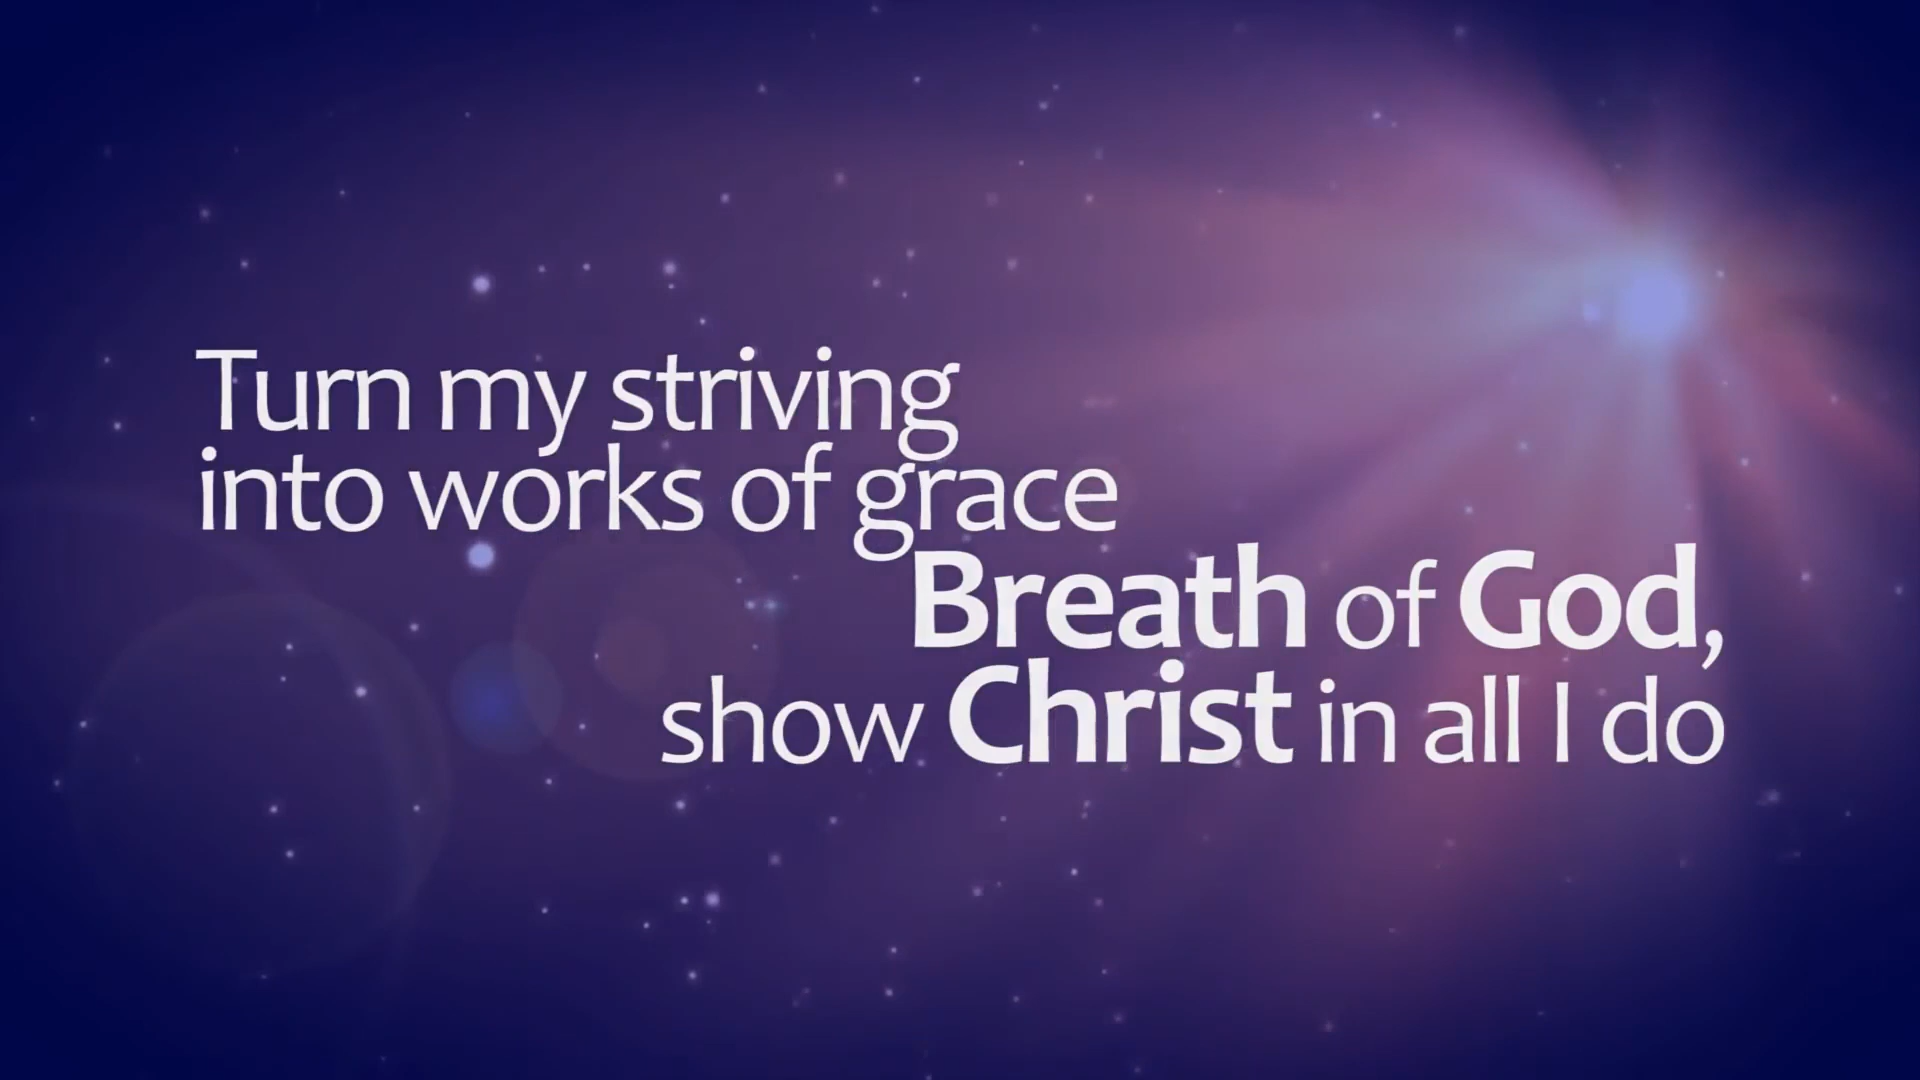 Turn my striving
into works of grace
Breath of God,
show Christ in all I do